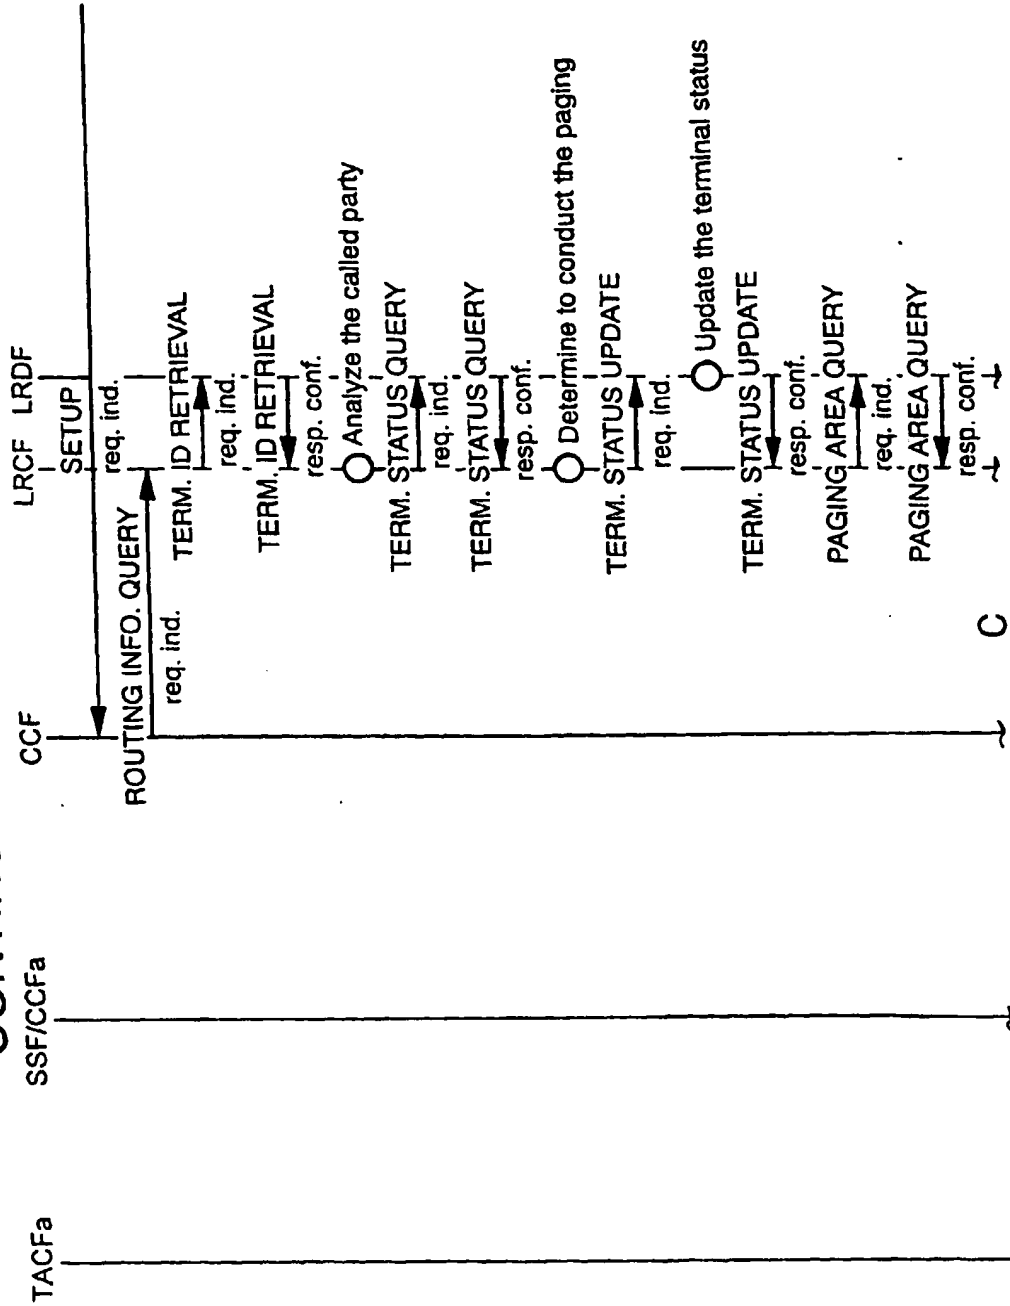 TACFa
SSF/CCFa
CCF
LRCF
LRDF
SETUP
req. ind.
ROUTING INFO. QUERY
req. ind.
TERM. ID RETRIEVAL
req. ind.
TERM. ID RETRIEVAL
resp. conf.
Analyze the called party
TERM. STATUS QUERY
req. ind.
TERM. STATUS QUERY
resp. conf.
Determine to conduct the paging
TERM. STATUS UPDATE
req. ind.
Update the terminal status
TERM. STATUS UPDATE
resp. conf.
PAGING AREA QUERY
req. ind.
PAGING AREA QUERY
resp. conf.
C